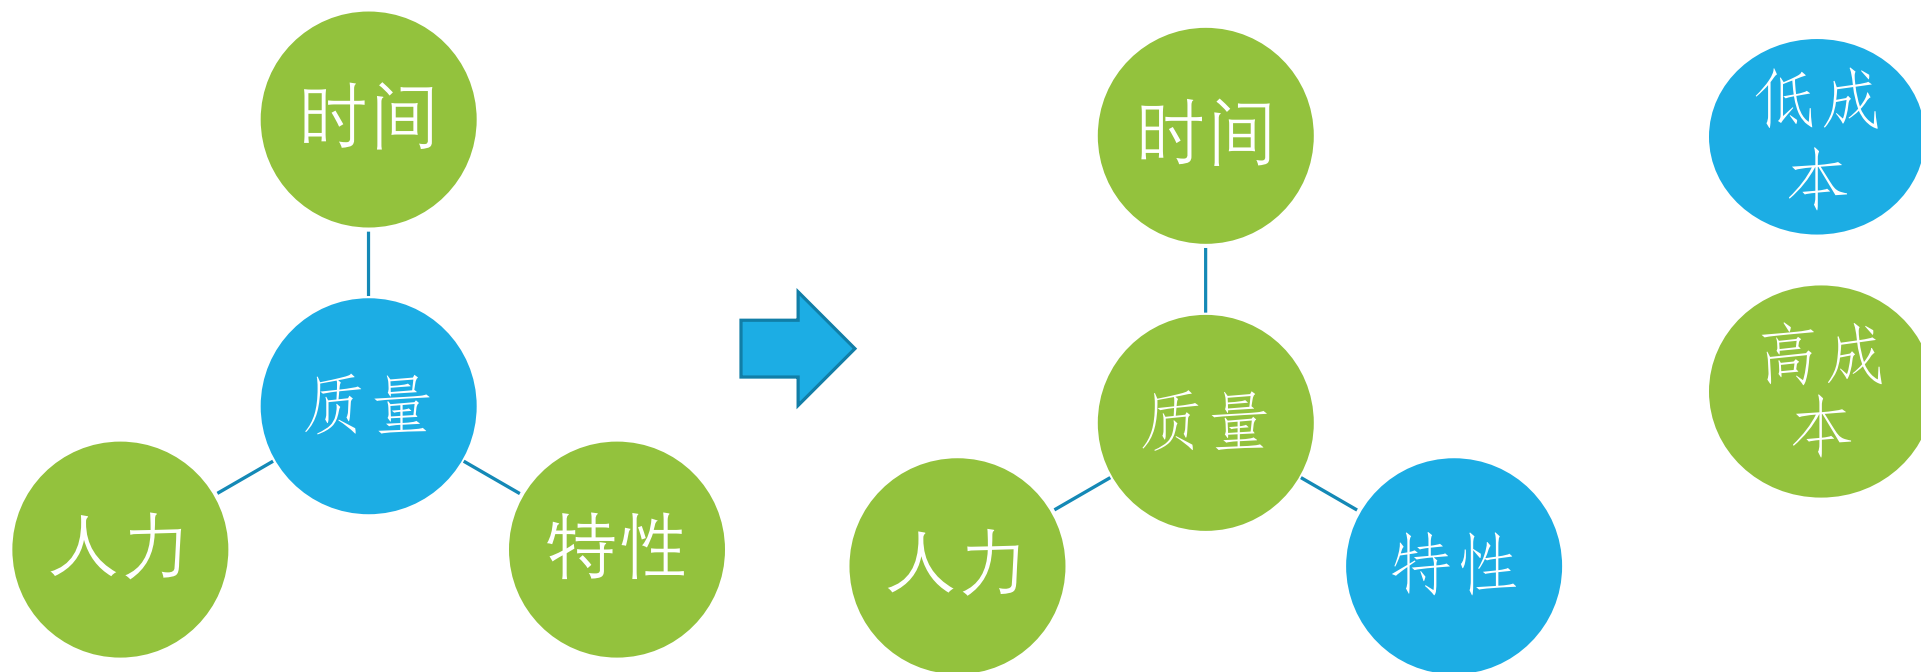 时间
质量
人力
特性
时间
质量
人力
特性
低成
本
高成
本